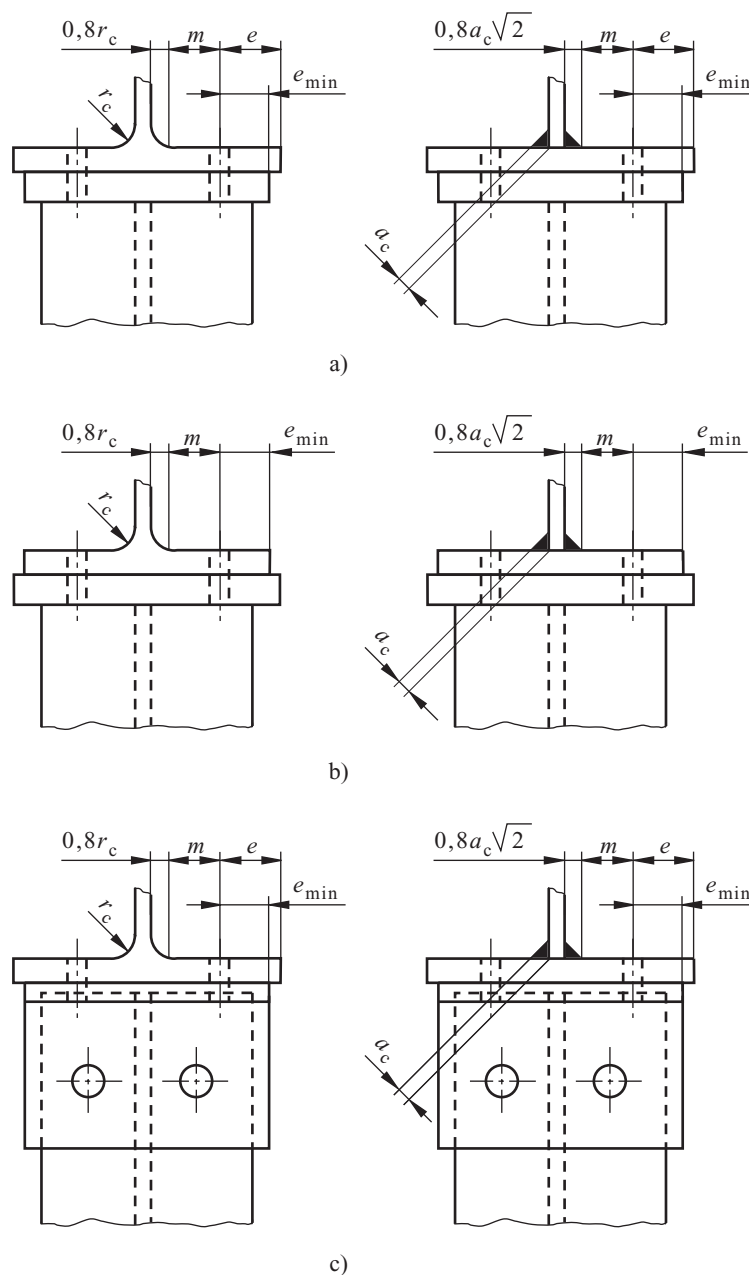 0,8r_c m e 0,8a_c√2 m e
e_min e_min
r_c
a_c
a)
0,8r_c m e_min 0,8a_c√2 m e_min
r_c
a_c
b)
0,8r_c m e 0,8a_c√2 m e
e_min e_min
r_c
a_c
c)